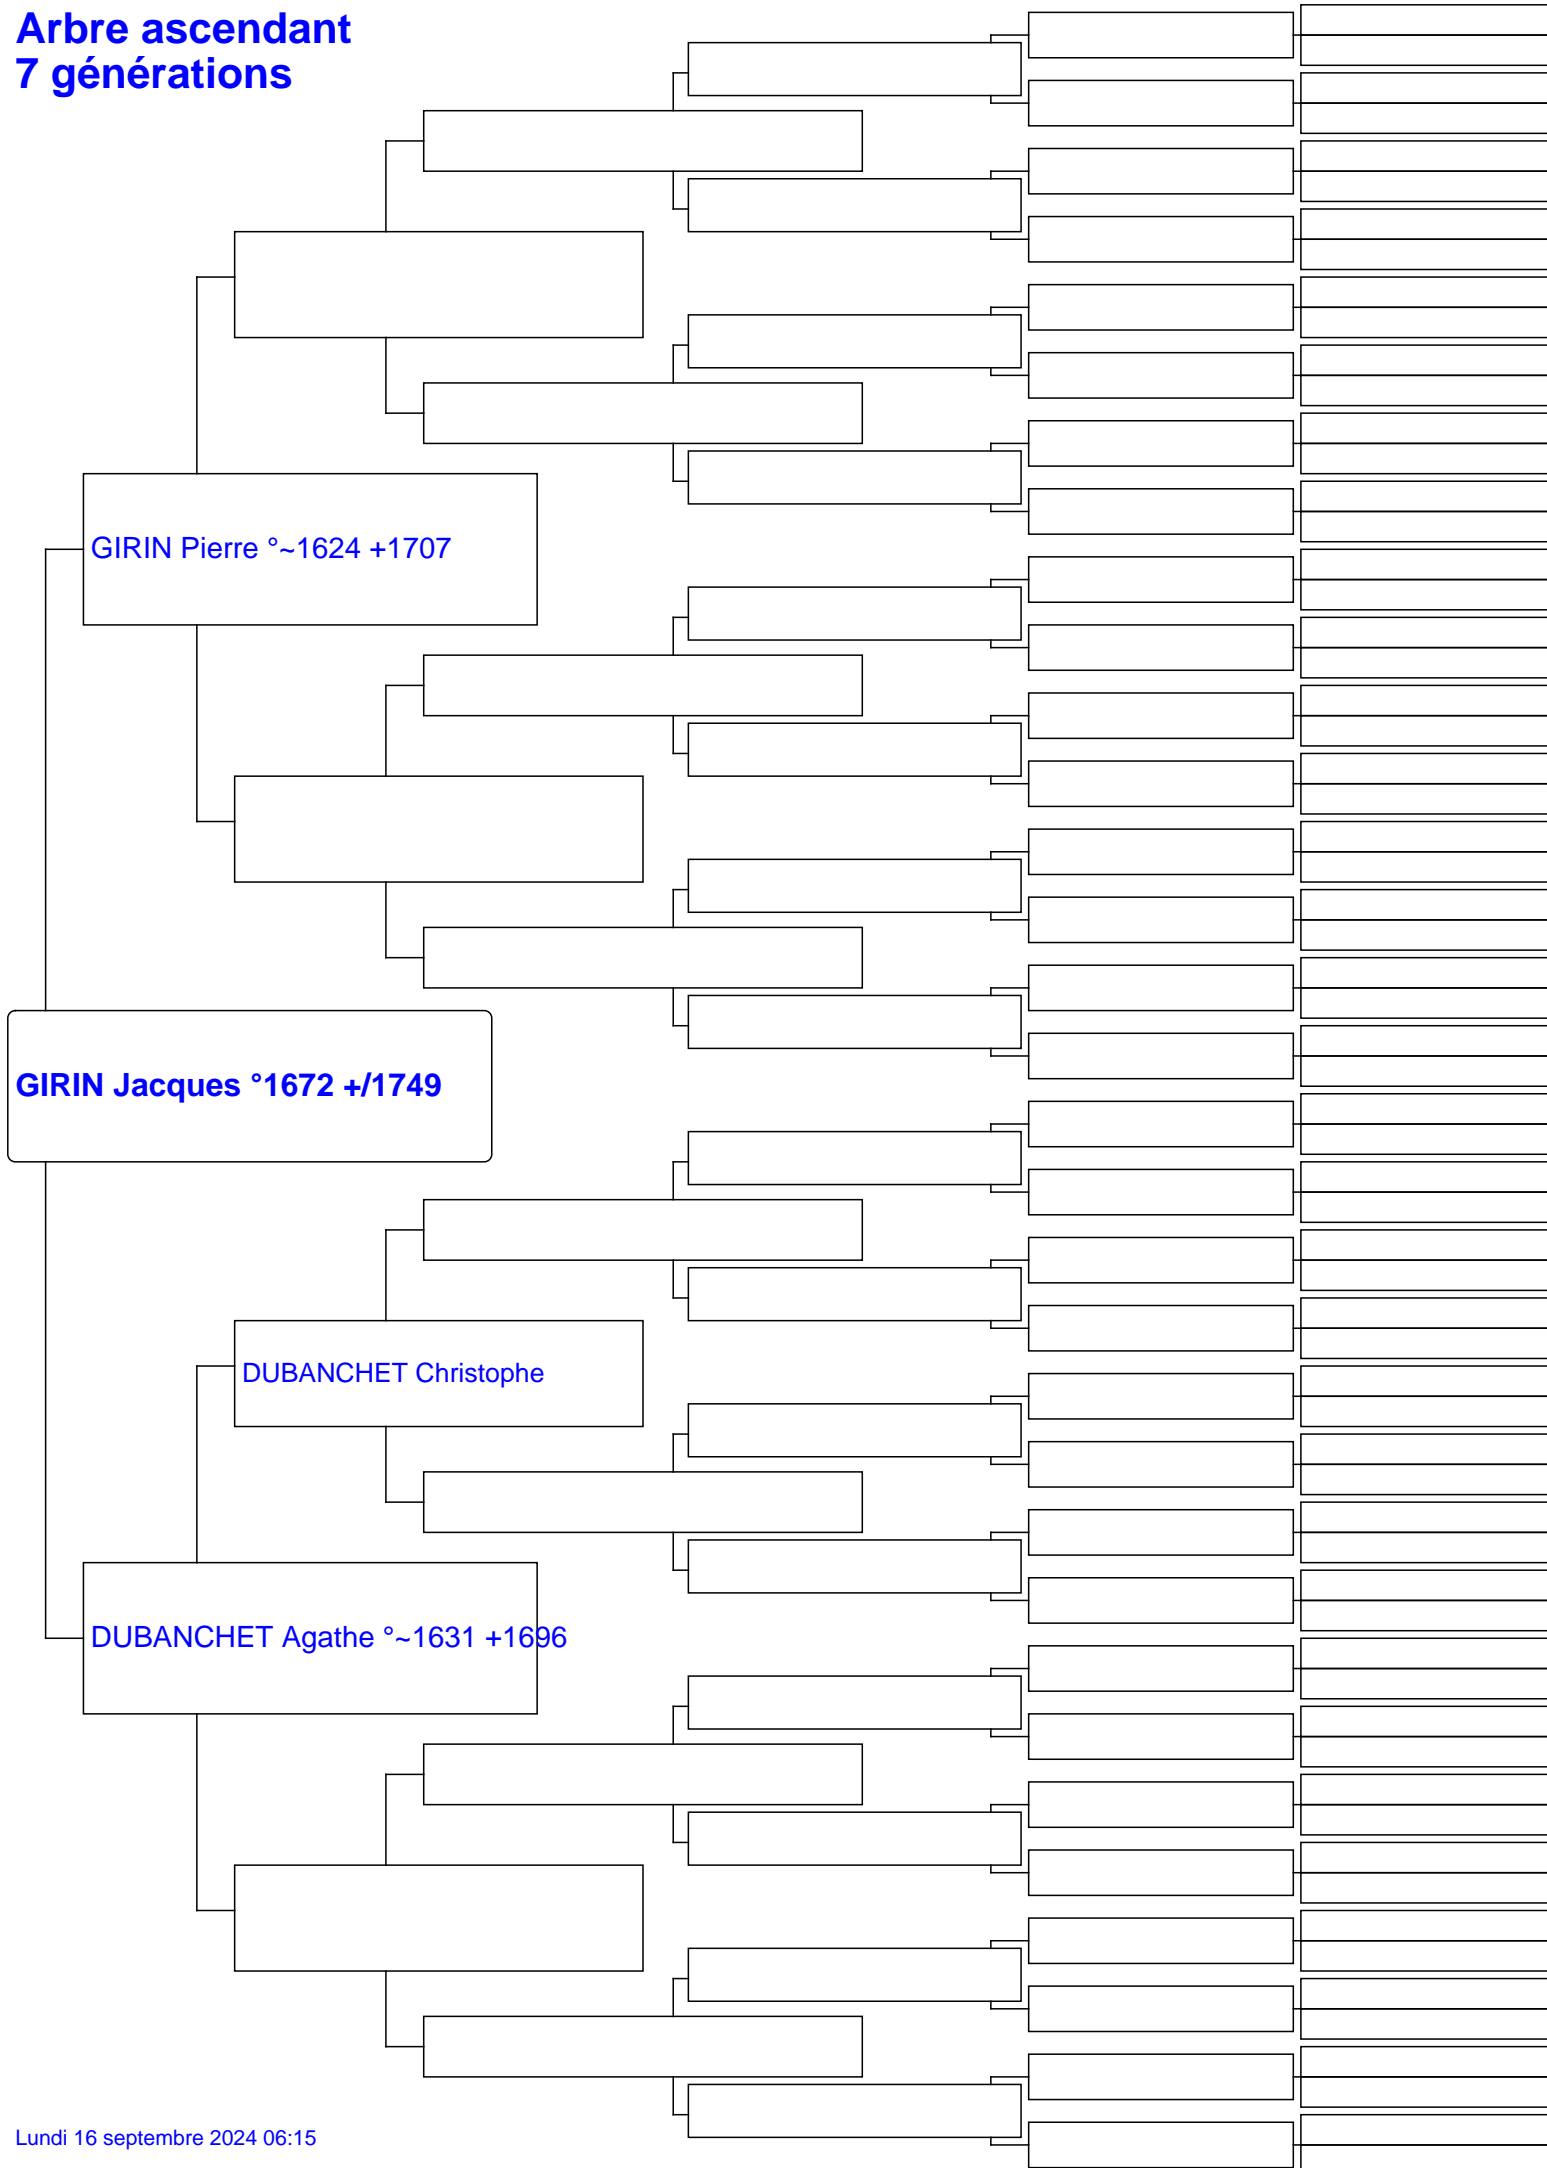 Arbre ascendant
7 générations
GIRIN Pierre °~1624 +1707
GIRIN Jacques °1672 +/1749
DUBANCHET Christophe
DUBANCHET Agathe °~1631 +1696
Lundi 16 septembre 2024 06:15